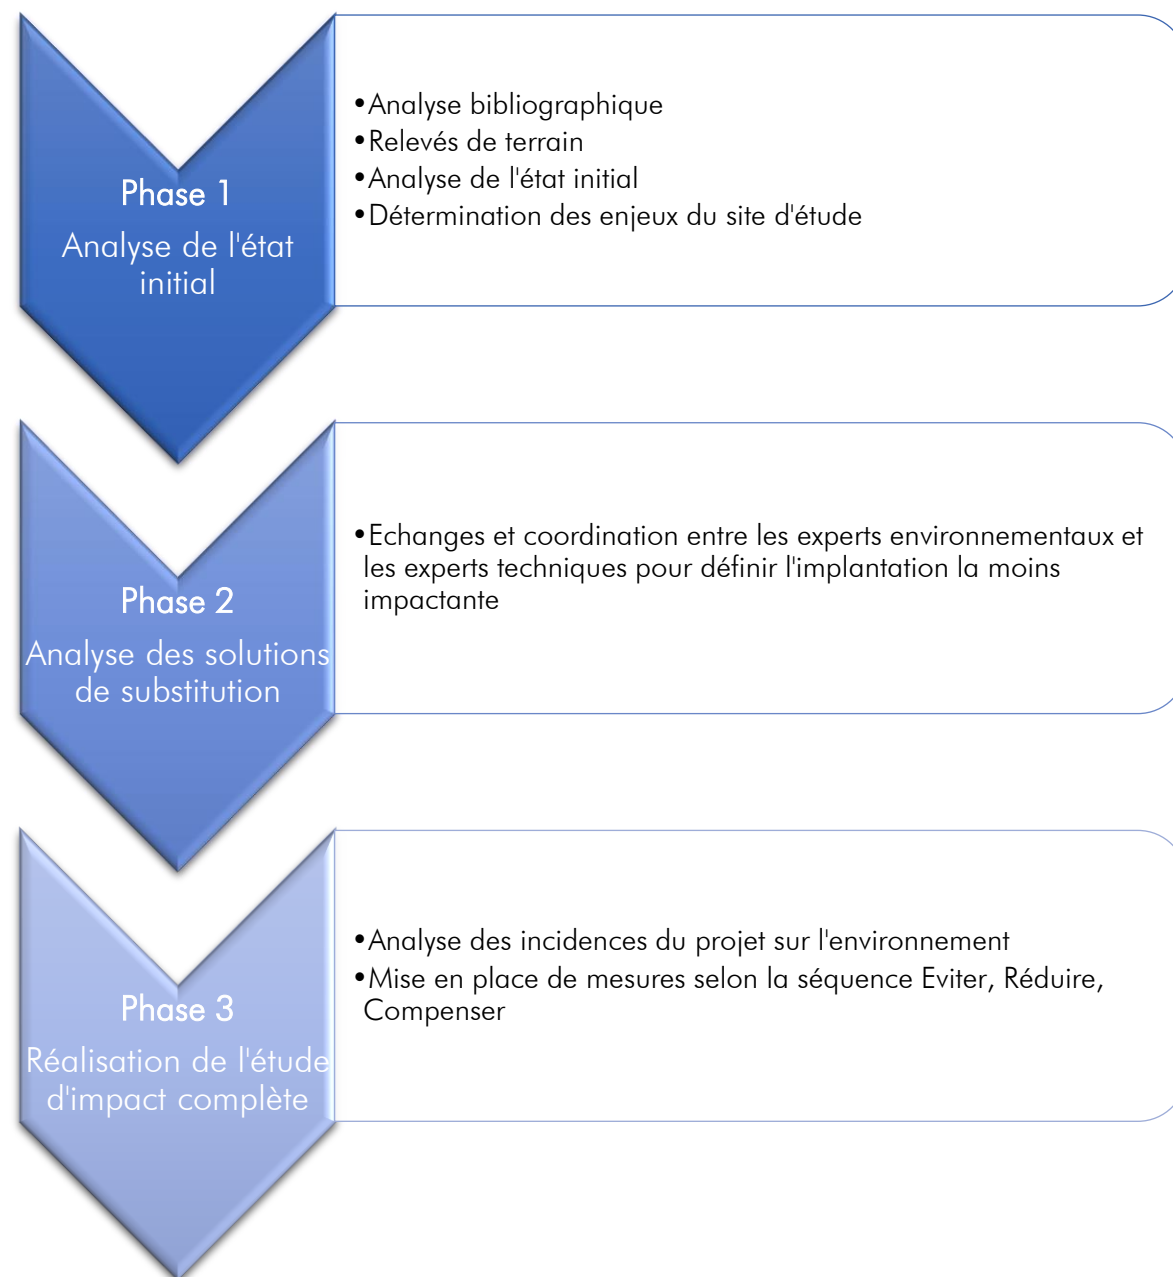 Phase 1
Analyse de l'état
initial
•Analyse bibliographique
•Relevés de terrain
•Analyse de l'état initial
•Détermination des enjeux du site d'étude
Phase 2
Analyse des solutions
de substitution
•Echanges et coordination entre les experts environnementaux et
les experts techniques pour définir l'implantation la moins
impactante
Phase 3
Réalisation de l'étude
d'impact complète
•Analyse des incidences du projet sur l'environnement
•Mise en place de mesures selon la séquence Eviter, Réduire,
Compenser